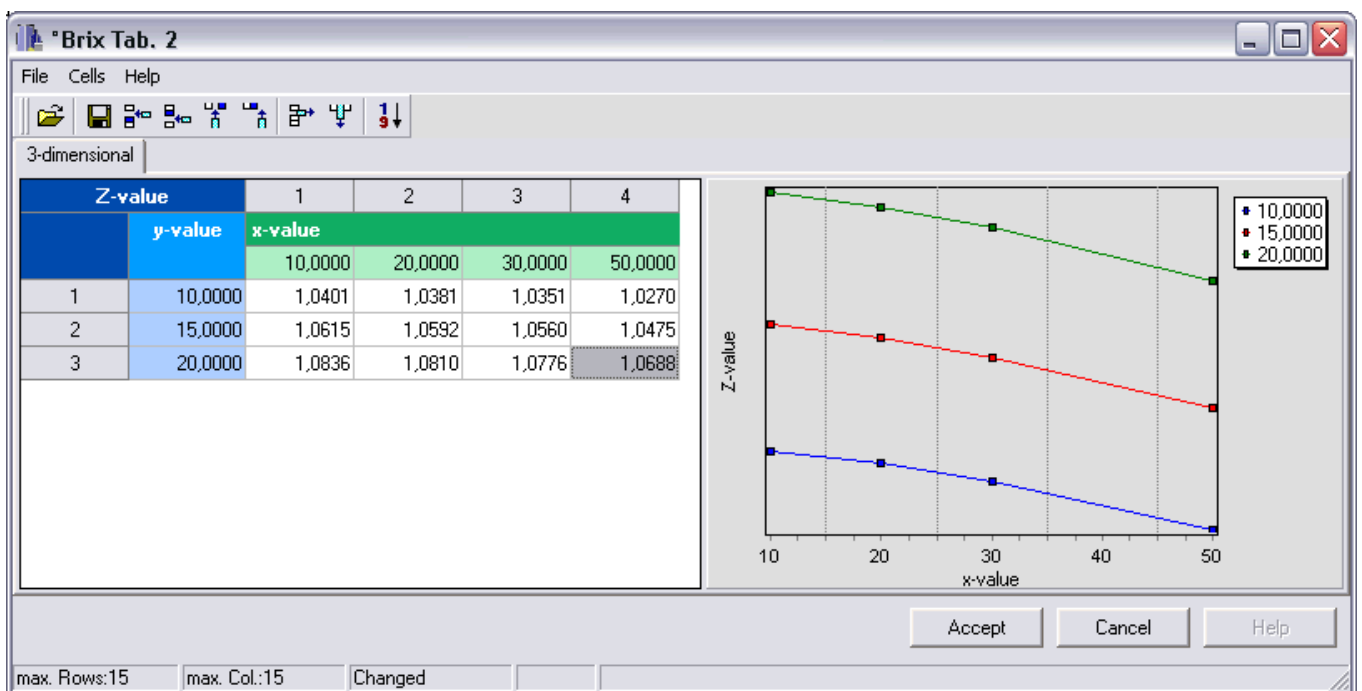 °Brix Tab. 2
File Cells Help
3-dimensional
Z-value 1 2 3 4
y-value x-value
10,0000 20,0000 30,0000 50,0000
1 10,0000 1,0401 1,0381 1,0351 1,0270
2 15,0000 1,0615 1,0592 1,0560 1,0475
3 20,0000 1,0836 1,0810 1,0776 1,0688
Z-value
10 20 30 40 50
x-value
10,0000
15,0000
20,0000
Accept Cancel Help
max. Rows:15 max. Col.:15 Changed